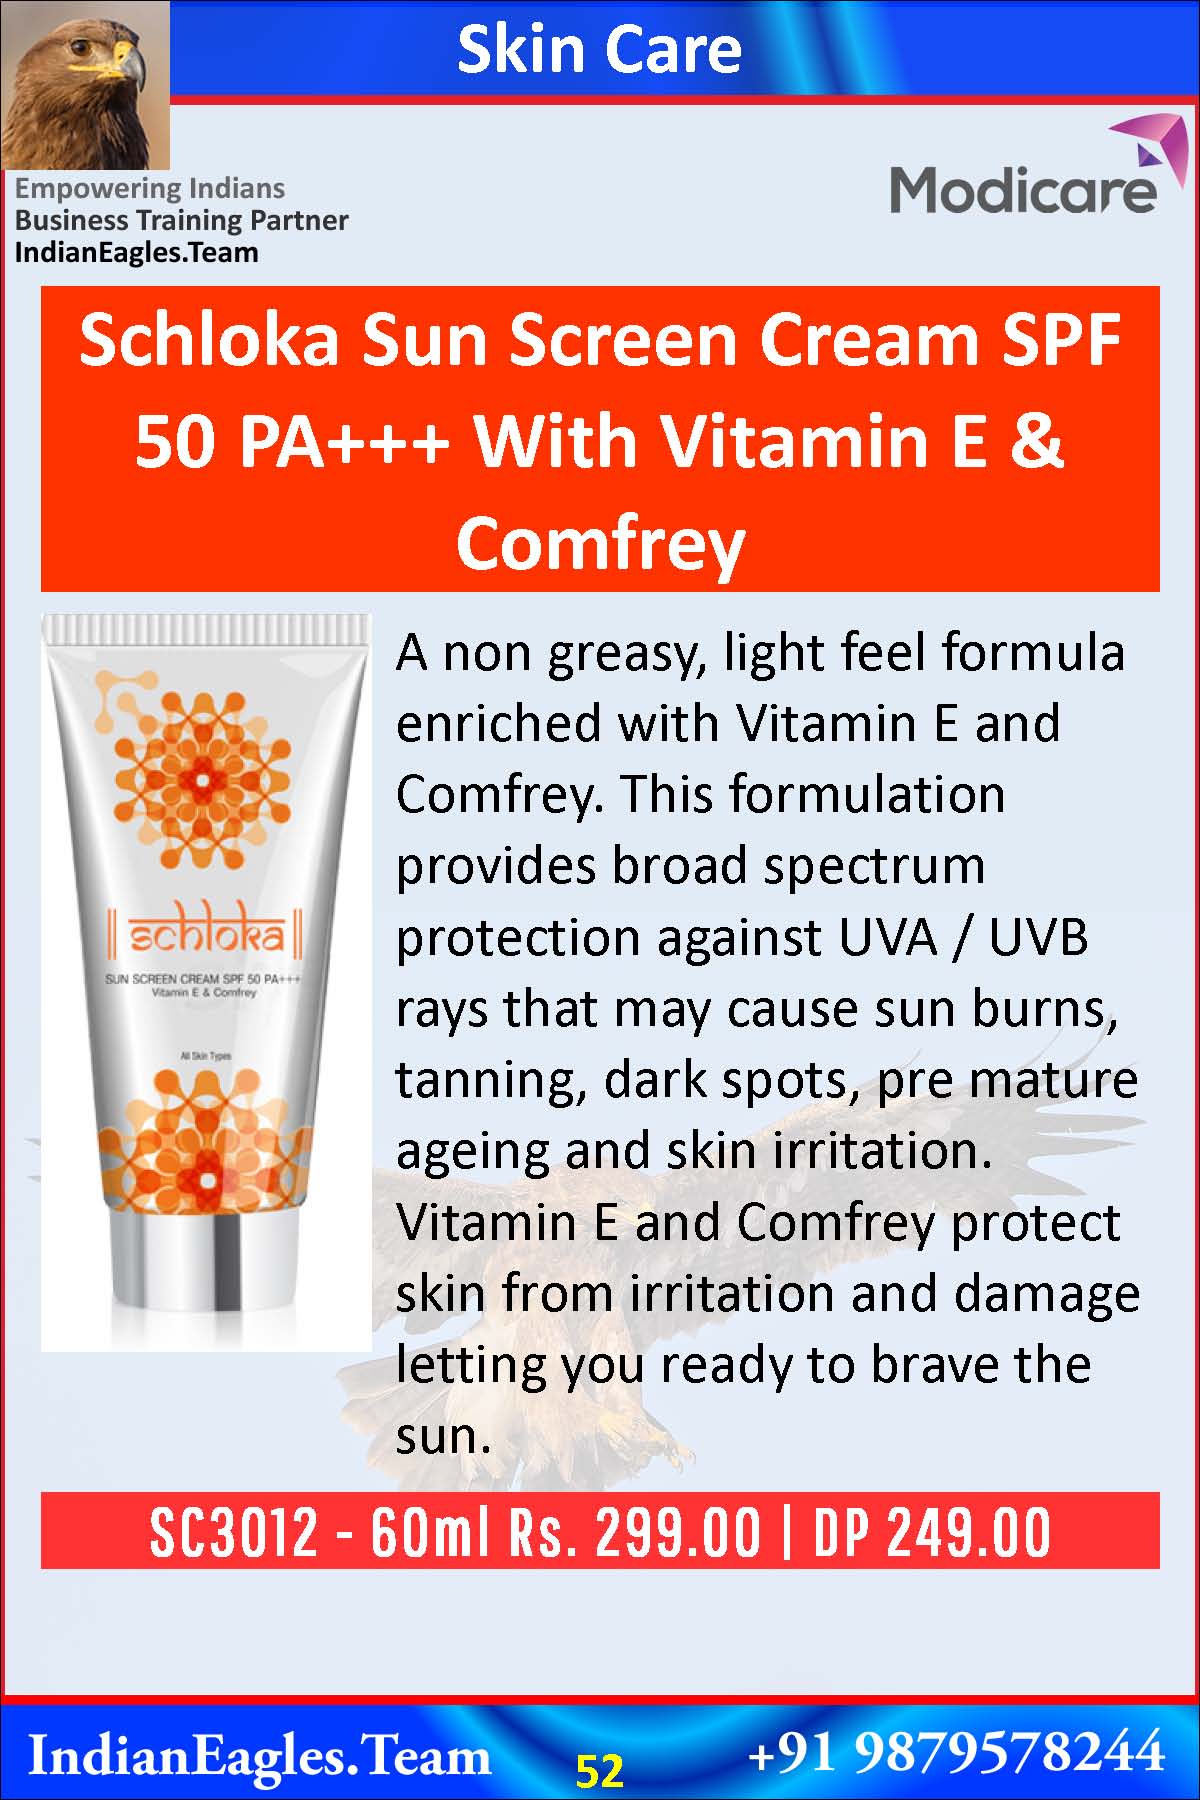 Skin Care
Empowering Indians
Business Training Partner
IndianEagles.Team
Modicare
Schloka Sun Screen Cream SPF
50 PA+++ With Vitamin E &
Comfrey
schloka
SUN SCREEN CREAM SPF 50 PA+++
Vitamin E & Comfrey
All Skin Types
A non greasy, light feel formula
enriched with Vitamin E and
Comfrey. This formulation
provides broad spectrum
protection against UVA / UVB
rays that may cause sun burns,
tanning, dark spots, pre mature
ageing and skin irritation.
Vitamin E and Comfrey protect
skin from irritation and damage
letting you ready to brave the
sun.
SC3012 - 60ml Rs. 299.00 | DP 249.00
IndianEagles.Team
52
+91 9879578244